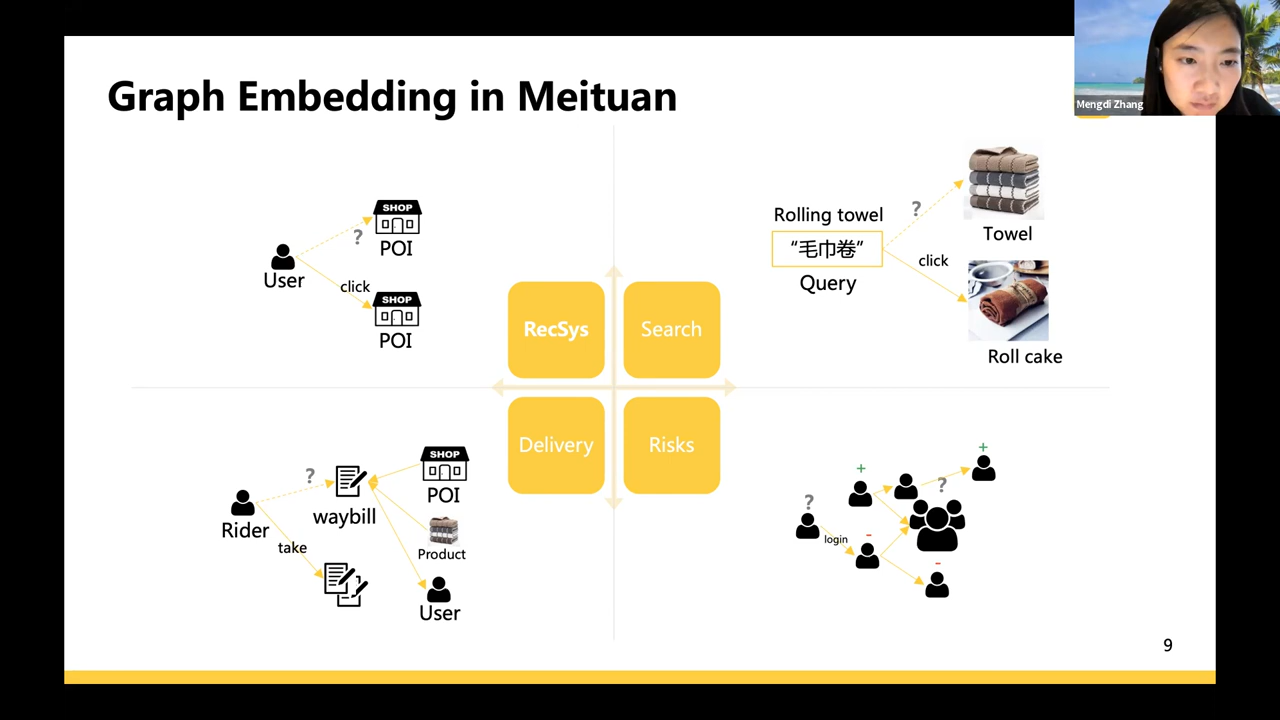 Graph Embedding in Meituan
Mengdi Zhang
SHOP
POI
?
User
click
SHOP
POI
Rolling towel
“毛巾卷”
Query
?
Towel
click
Roll cake
RecSys
Search
Delivery
Risks
?
Rider
waybill
take
SHOP
POI
Product
User
+
+
?
?
login
-
-
9